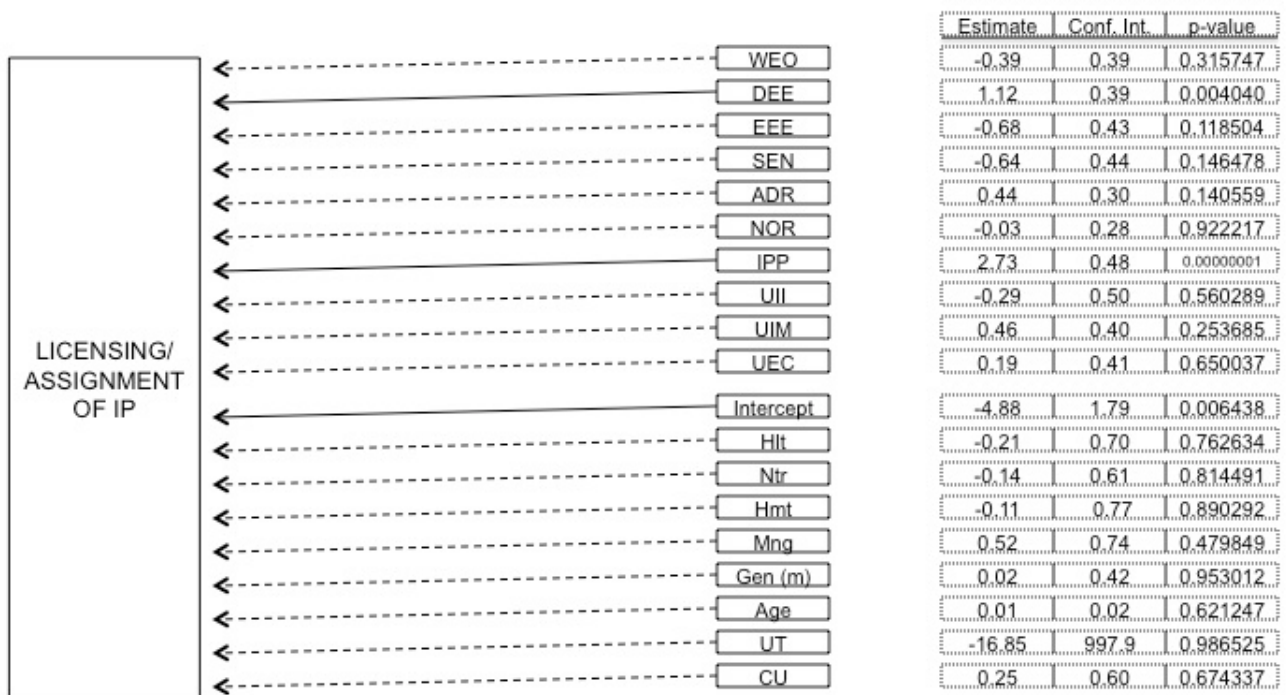 Estimate Conf. Int. p-value
WEO -0.39 0.39 0.315747
DEE 1.12 0.39 0.004040
EEE -0.68 0.43 0.118504
SEN -0.64 0.44 0.146478
ADR 0.44 0.30 0.140559
NOR -0.03 0.28 0.922217
IPP 2.73 0.48 0.00000001
UII -0.29 0.50 0.560289
UIM 0.46 0.40 0.253685
UEC 0.19 0.41 0.650037
LICENSING/
ASSIGNMENT
OF IP
Intercept -4.88 1.79 0.006438
Hlt -0.21 0.70 0.762634
Ntr -0.14 0.61 0.814491
Hmt -0.11 0.77 0.890292
Mng 0.52 0.74 0.479849
Gen (m) 0.02 0.42 0.953012
Age 0.01 0.02 0.621247
UT -16.85 997.9 0.986525
CU 0.25 0.60 0.674337